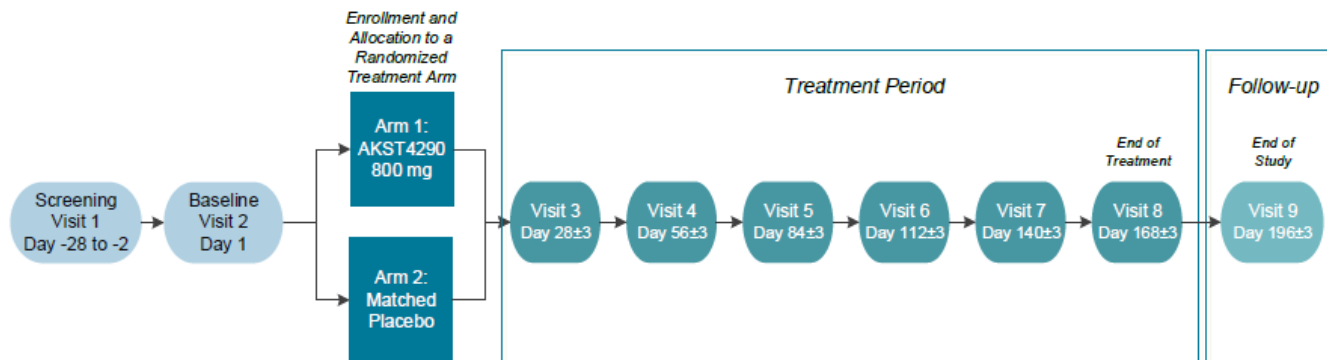 Enrollment and
Allocation to a
Randomized
Treatment Arm
Treatment Period
Follow-up
Arm 1:
AKST4290
800 mg
End of
Treatment
End of
Study
Screening
Visit 1
Day -28 to -2
Baseline
Visit 2
Day 1
Visit 3
Day 28±3
Visit 4
Day 56±3
Visit 5
Day 84±3
Visit 6
Day 112±3
Visit 7
Day 140±3
Visit 8
Day 168±3
Visit 9
Day 196±3
Arm 2:
Matched
Placebo